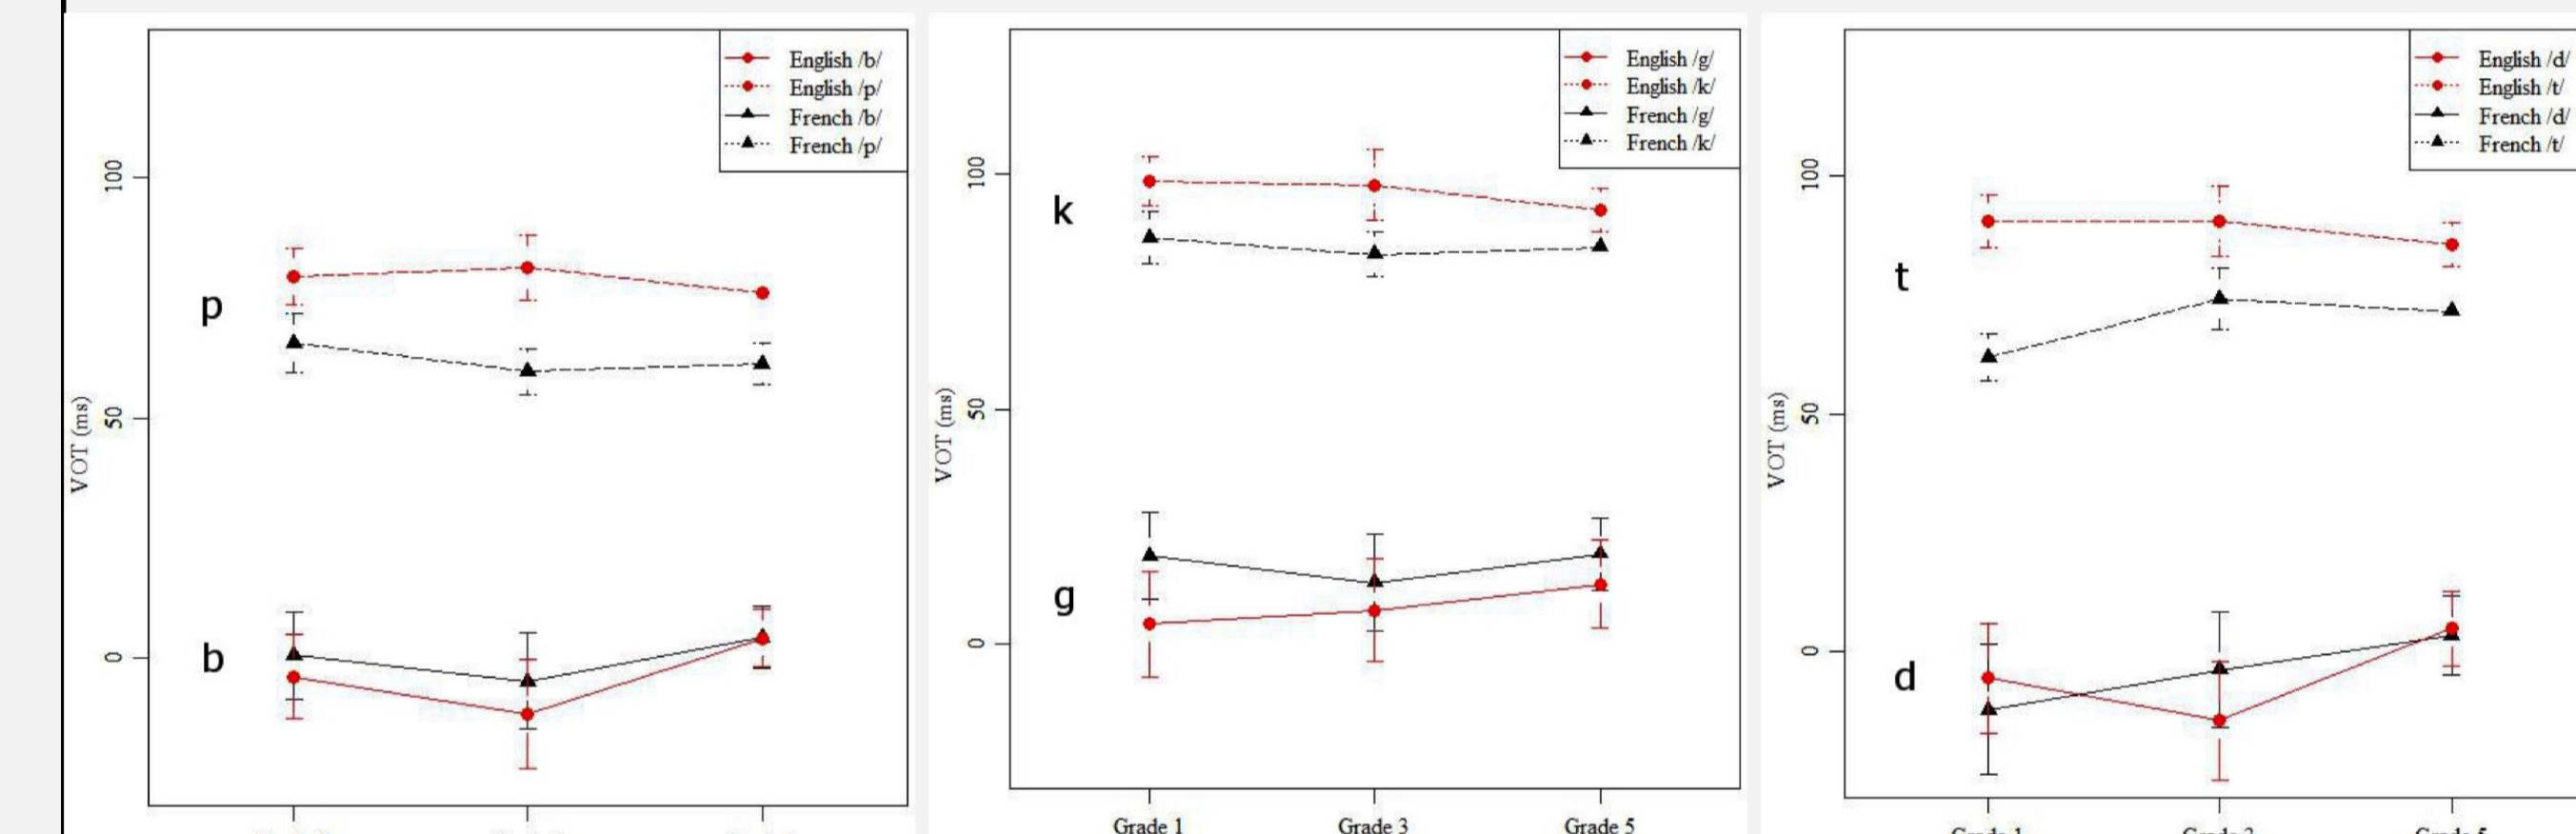 English /b/
English /p/
French /b/
French /p/
100
50
0
VOT (ms)
p
b
English /g/
English /k/
French /g/
French /k/
100
50
0
VOT (ms)
k
g
Grade 1
Grade 3
Grade 5
English /d/
English /t/
French /d/
French /t/
100
50
0
VOT (ms)
t
d